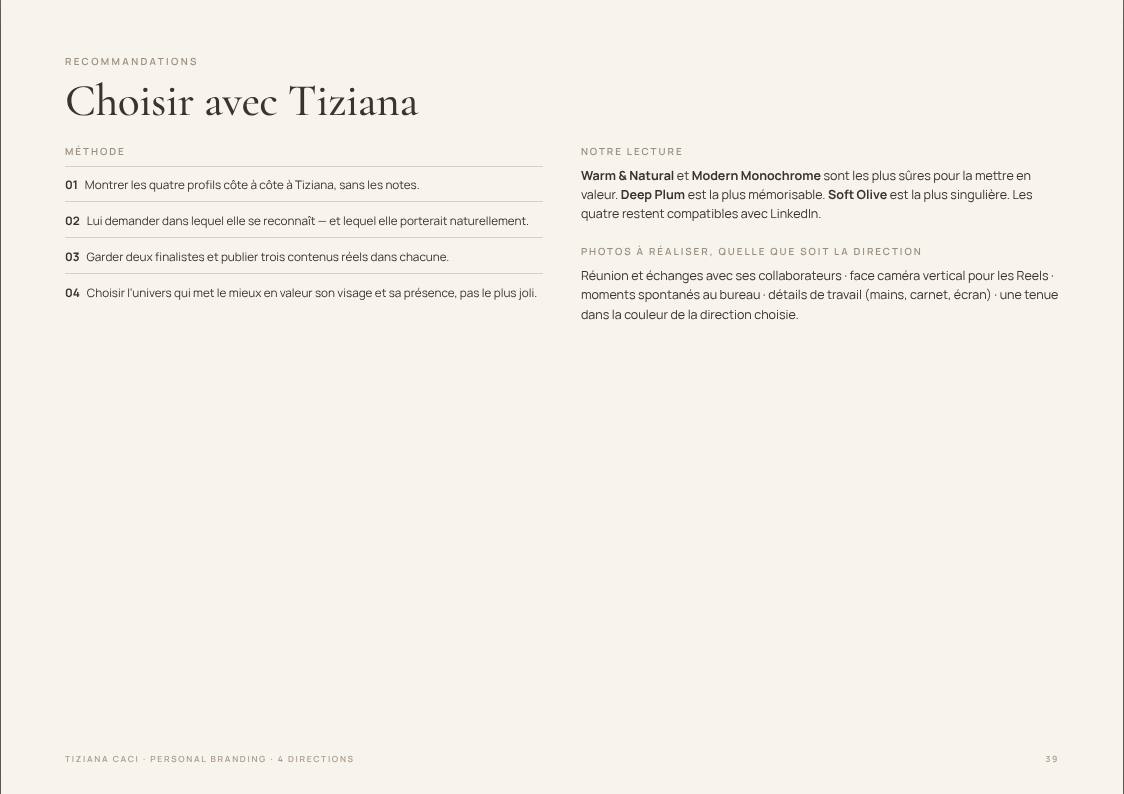 RECOMMANDATIONS
Choisir avec Tiziana
MÉTHODE
01 Montrer les quatre profils côte à côte à Tiziana, sans les notes.
02 Lui demander dans lequel elle se reconnaît — et lequel elle porterait naturellement.
03 Garder deux finalistes et publier trois contenus réels dans chacune.
04 Choisir l'univers qui met le mieux en valeur son visage et sa présence, pas le plus joli.
NOTRE LECTURE
Warm & Natural et Modern Monochrome sont les plus sûres pour la mettre en
valeur. Deep Plum est la plus mémorisable. Soft Olive est la plus singulière. Les
quatre restent compatibles avec LinkedIn.
PHOTOS À RÉALISER, QUELLE QUE SOIT LA DIRECTION
Réunion et échanges avec ses collaborateurs · face caméra vertical pour les Reels ·
moments spontanés au bureau · détails de travail (mains, carnet, écran) · une tenue
dans la couleur de la direction choisie.
TIZIANA CACI · PERSONAL BRANDING · 4 DIRECTIONS
39